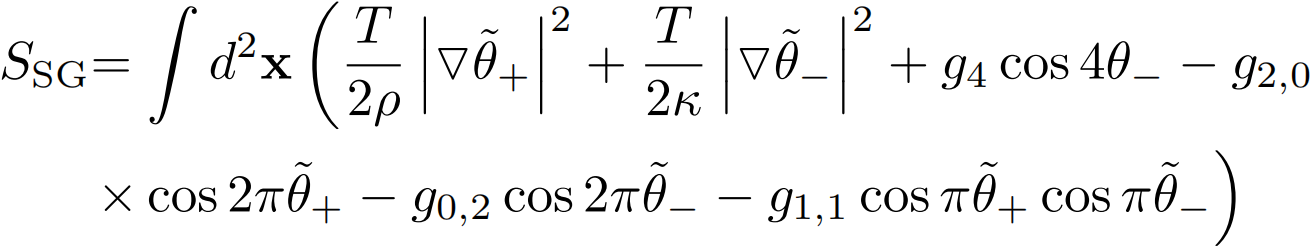 S_SG = ∫ d²𝐱 ( T/2ρ |▽θ̃₊|² + T/2κ |▽θ̃₋|² + g₄ cos 4θ₋ − g₂,₀
× cos 2πθ̃₊ − g₀,₂ cos 2πθ̃₋ − g₁,₁ cos πθ̃₊ cos πθ̃₋ )